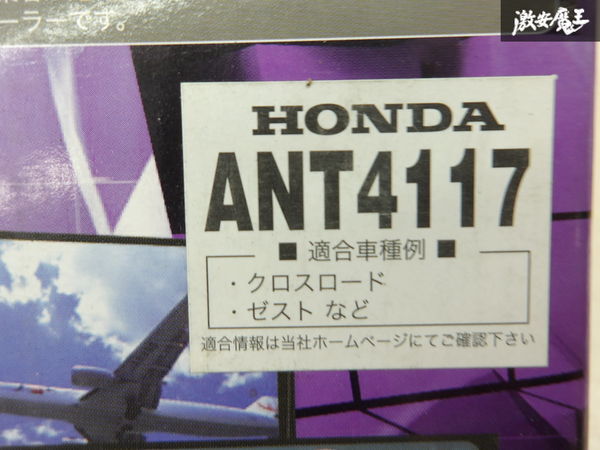 激安魔王
ーラーです。
HONDA
ANT4117
■ 適合車種例 ■
・クロスロード
・ゼスト など
適合情報は当社ホームページにてご確認下さい